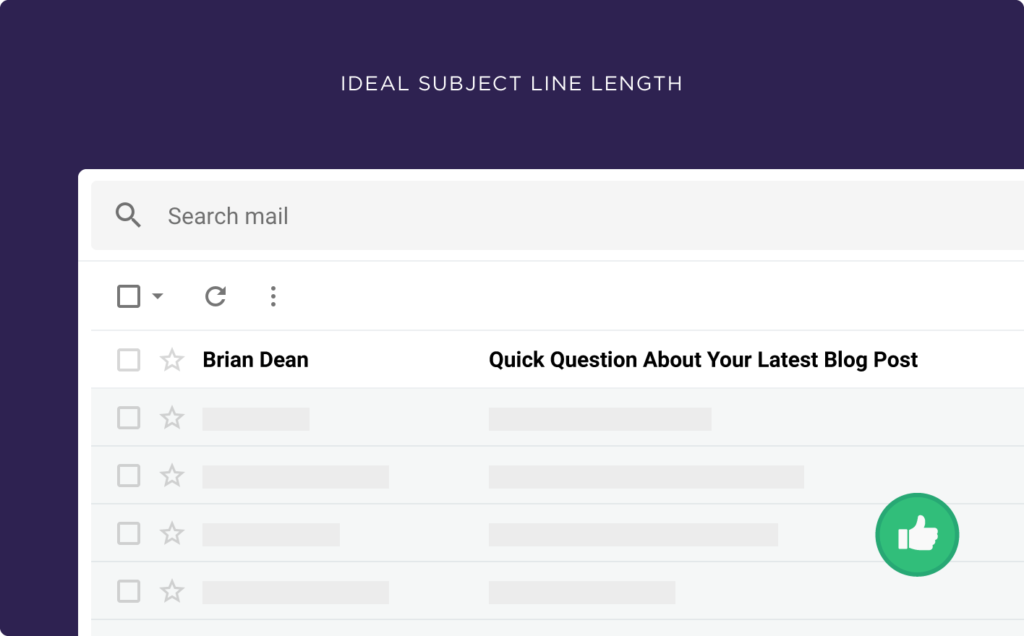 IDEAL SUBJECT LINE LENGTH
Search mail
Brian Dean Quick Question About Your Latest Blog Post